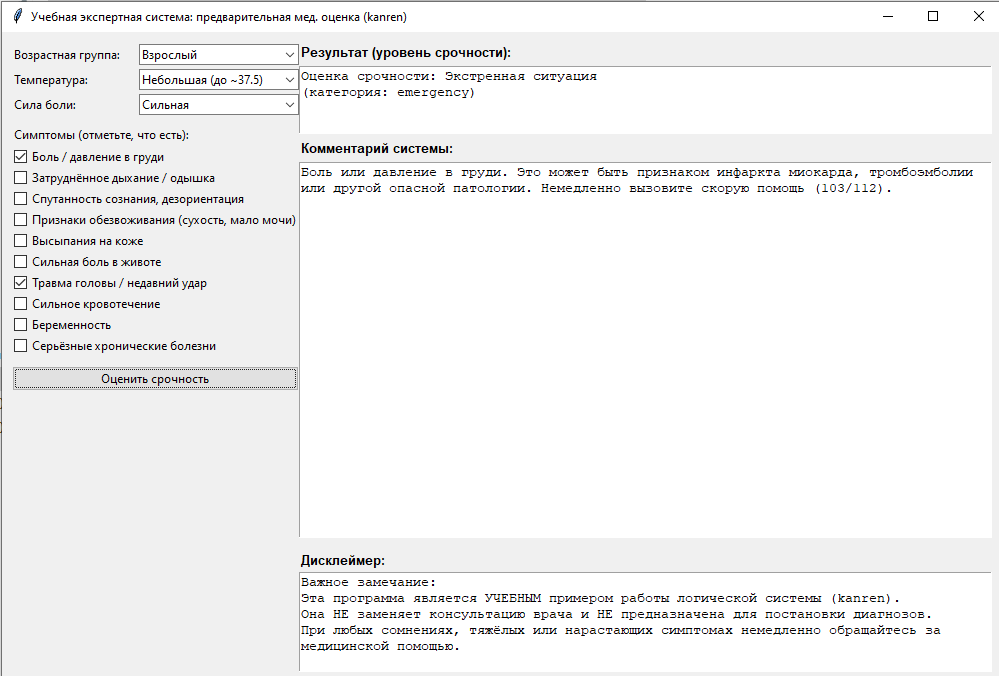 Учебная экспертная система: предварительная мед. оценка (kanren)
Возрастная группа:
Взрослый
Температура:
Небольшая (до ~37.5)
Сила боли:
Сильная
Симптомы (отметьте, что есть):
Боль / давление в груди
Затруднённое дыхание / одышка
Спутанность сознания, дезориентация
Признаки обезвоживания (сухость, мало мочи)
Высыпания на коже
Сильная боль в животе
Травма головы / недавний удар
Сильное кровотечение
Беременность
Серьёзные хронические болезни
Оценить срочность
Результат (уровень срочности):
Оценка срочности: Экстренная ситуация
(категория: emergency)
Комментарий системы:
Боль или давление в груди. Это может быть признаком инфаркта миокарда, тромбоэмболии
или другой опасной патологии. Немедленно вызовите скорую помощь (103/112).
Дисклеймер:
Важное замечание:
Эта программа является УЧЕБНЫМ примером работы логической системы (kanren).
Она НЕ заменяет консультацию врача и НЕ предназначена для постановки диагнозов.
При любых сомнениях, тяжёлых или нарастающих симптомах немедленно обращайтесь за
медицинской помощью.